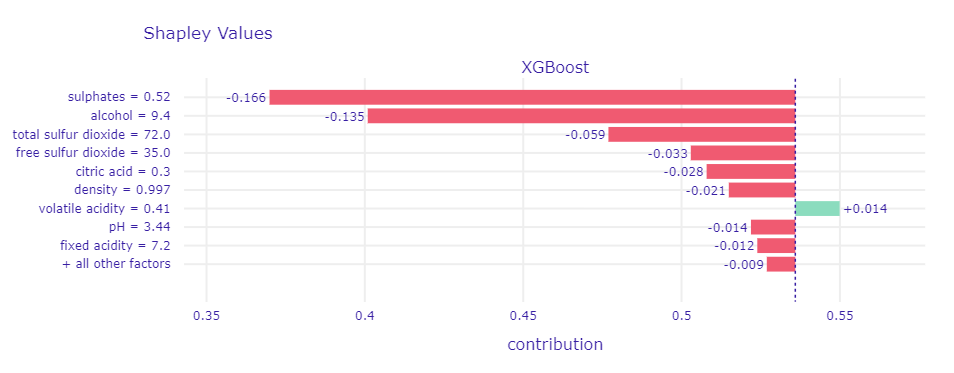 Shapley Values
XGBoost
sulphates = 0.52 -0.166
alcohol = 9.4 -0.135
total sulfur dioxide = 72.0 -0.059
free sulfur dioxide = 35.0 -0.033
citric acid = 0.3 -0.028
density = 0.997 -0.021
volatile acidity = 0.41 +0.014
pH = 3.44 -0.014
fixed acidity = 7.2 -0.012
+ all other factors -0.009
0.35 0.4 0.45 0.5 0.55
contribution